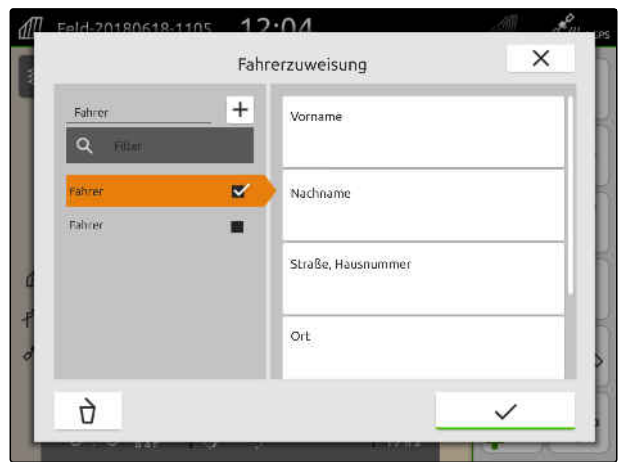 Feld-20180618-1105 12:04
Fahrerzuweisung
Fahrer
Filter
Fahrer
Fahrer
Vorname
Nachname
Straße, Hausnummer
Ort